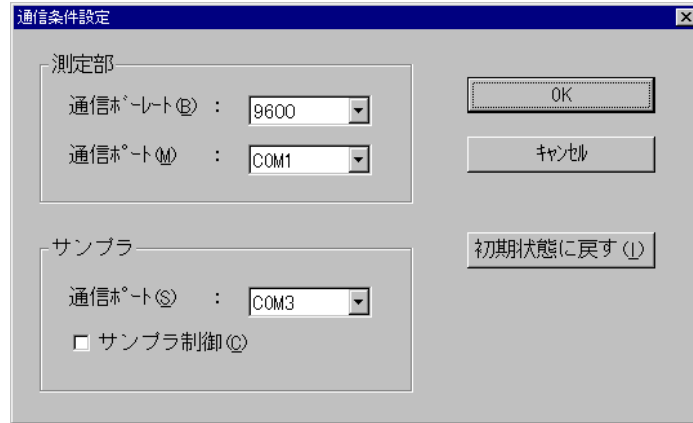 通信条件設定
測定部
通信ﾎﾞｰﾚｰﾄ(B) : 9600
通信ﾎﾟｰﾄ(M) : COM1
サンプラ
通信ﾎﾟｰﾄ(S) : COM3
サンプラ制御(C)
OK
ｷｬﾝｾﾙ
初期状態に戻す(I)